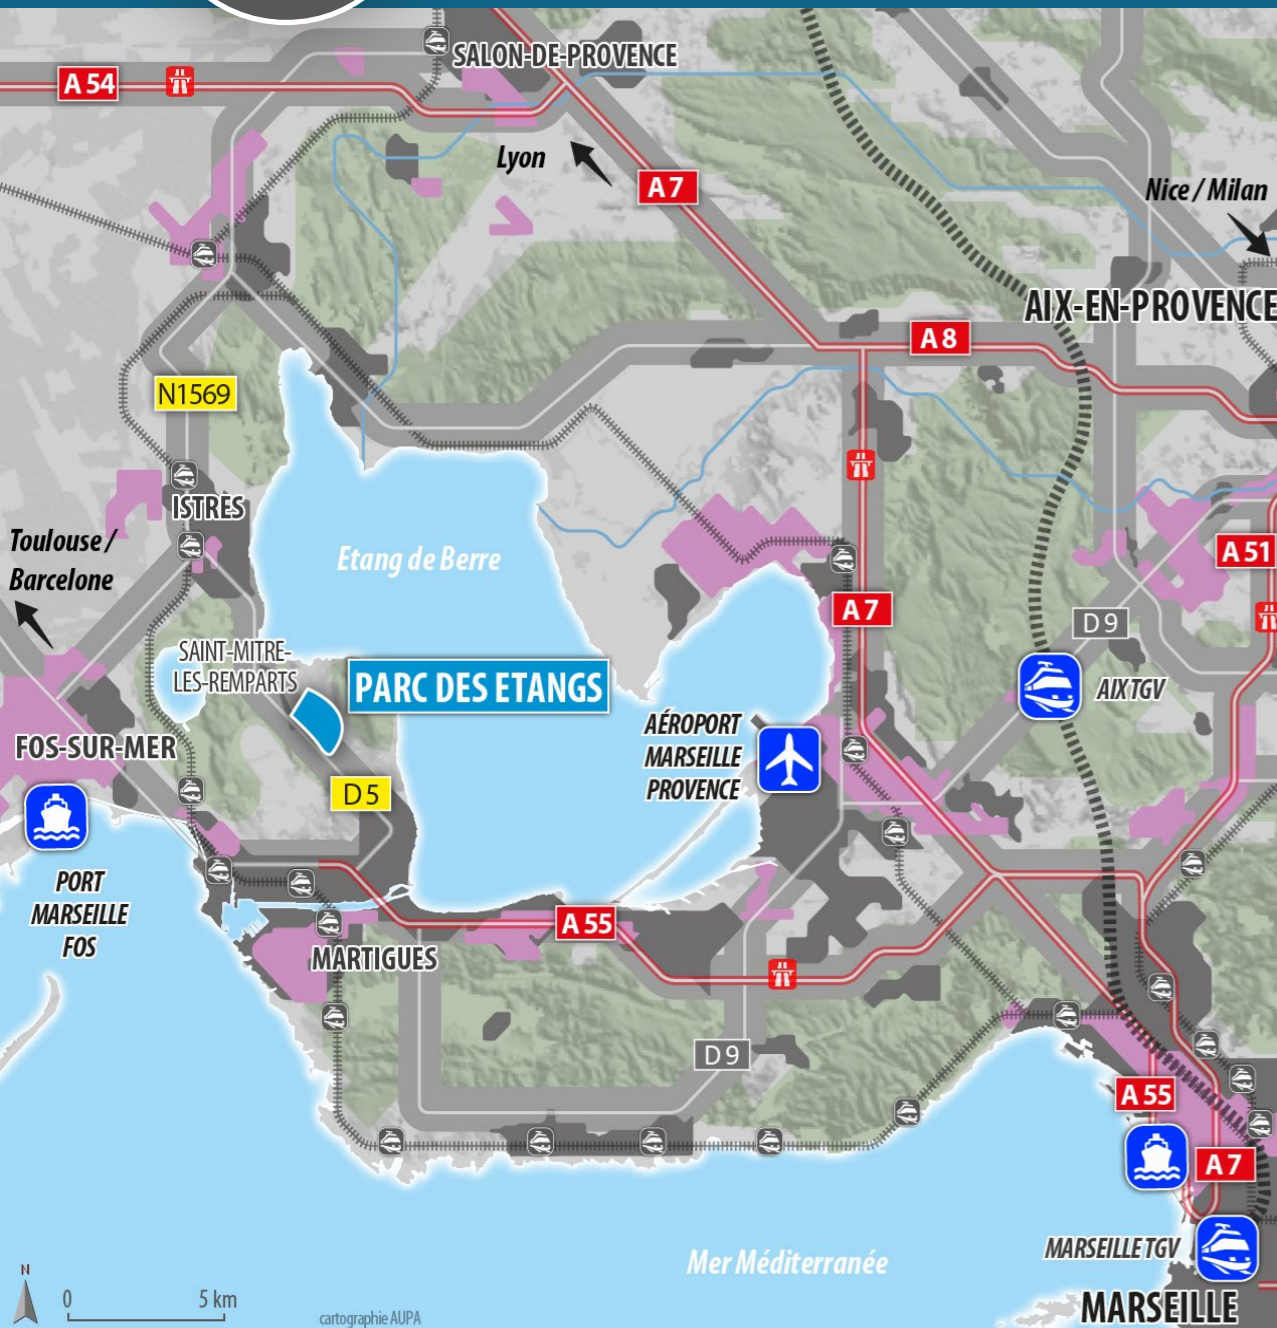 SALON-DE-PROVENCE
A 54
Lyon
A 7
Nice / Milan
AIX-EN-PROVENCE
A 8
N1569
ISTRES
Toulouse /
Barcelone
Etang de Berre
A 51
A 7
D 9
SAINT-MITRE-
LES-REMPARTS
PARC DES ETANGS
AIX TGV
FOS-SUR-MER
AÉROPORT
MARSEILLE
PROVENCE
D 5
PORT
MARSEILLE
FOS
A 55
MARTIGUES
D 9
A 55
A 7
Mer Méditerranée
MARSEILLE TGV
MARSEILLE
N
0 5 km
cartographie AUPA